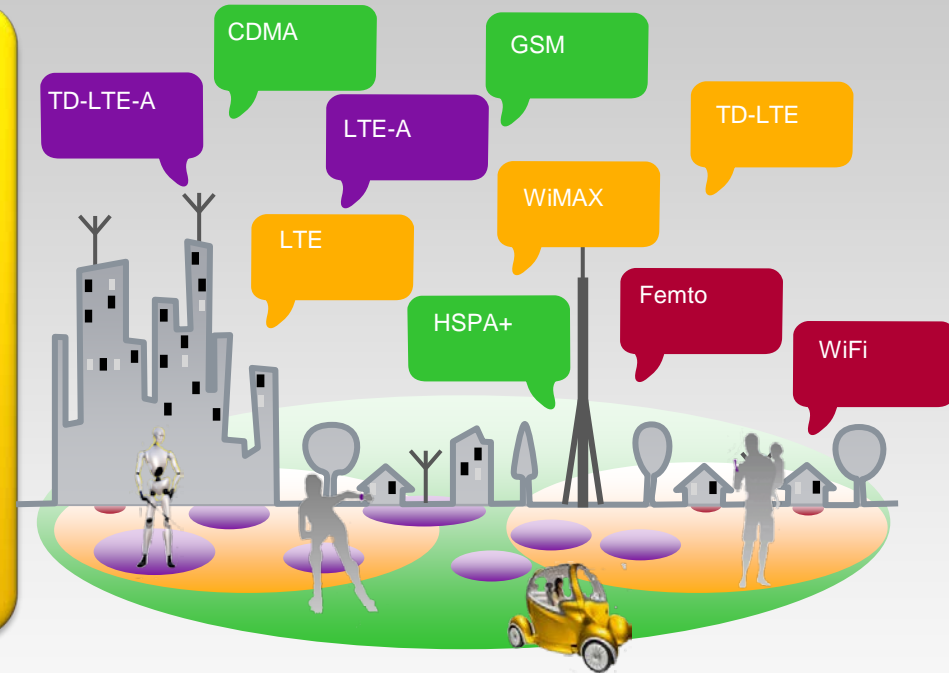 CDMA
GSM
TD-LTE-A
LTE-A
TD-LTE
WiMAX
LTE
Femto
HSPA+
WiFi